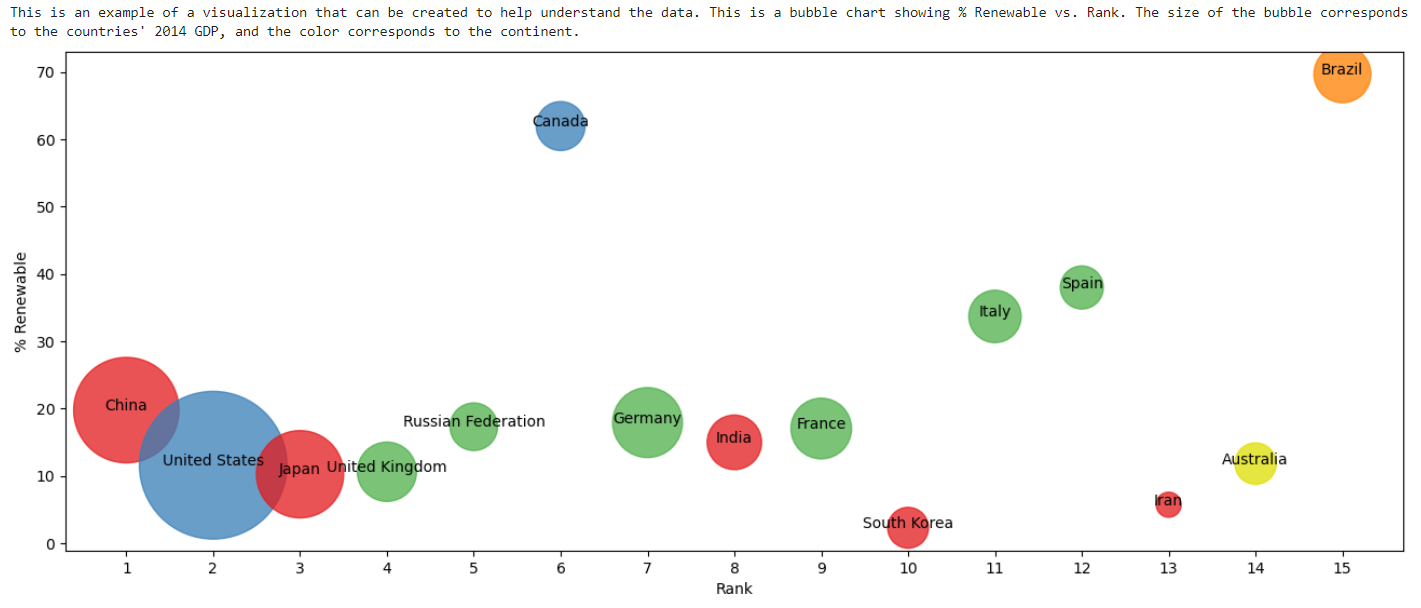 This is an example of a visualization that can be created to help understand the data. This is a bubble chart showing % Renewable vs. Rank. The size of the bubble corresponds
to the countries' 2014 GDP, and the color corresponds to the continent.
70
60
50
40
30
20
10
0
% Renewable
Brazil
Canada
Spain
Italy
China
Germany
Russian Federation
France
India
United States
Australia
Japan
United Kingdom
Iran
South Korea
1 2 3 4 5 6 7 8 9 10 11 12 13 14 15
Rank